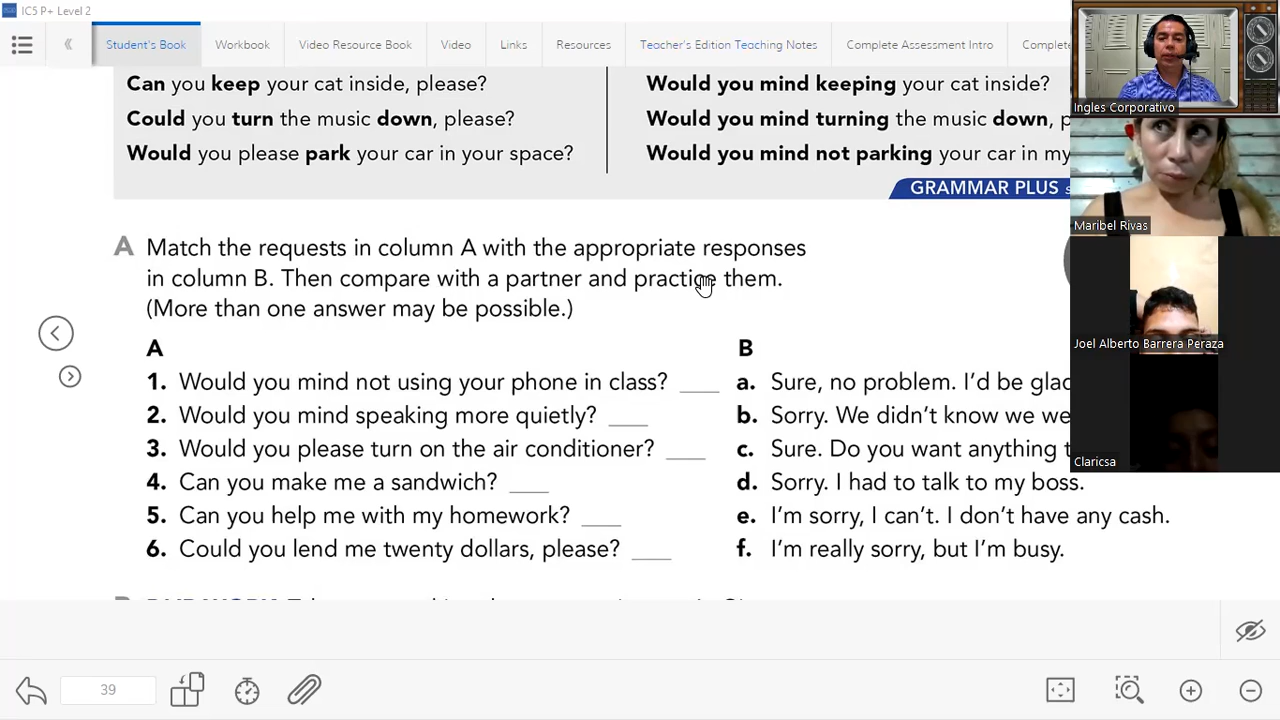 IC5 P+ Level 2
Student's Book Workbook Video Resource Book Video Links Resources Teacher's Edition Teaching Notes Complete Assessment Intro Complete
Can you keep your cat inside, please? Would you mind keeping your cat inside?
Could you turn the music down, please? Would you mind turning the music down,
Would you please park your car in your space? Would you mind not parking your car in my
GRAMMAR PLUS
A Match the requests in column A with the appropriate responses
in column B. Then compare with a partner and practice them.
(More than one answer may be possible.)
A B
1. Would you mind not using your phone in class? ____ a. Sure, no problem. I'd be
2. Would you mind speaking more quietly? ____ b. Sorry. We didn't know we
3. Would you please turn on the air conditioner? ____ c. Sure. Do you want anything
4. Can you make me a sandwich? ____ d. Sorry. I had to talk to my boss.
5. Can you help me with my homework? ____ e. I'm sorry, I can't. I don't have any cash.
6. Could you lend me twenty dollars, please? ____ f. I'm really sorry, but I'm busy.
39
Ingles Corporativo
Maribel Rivas
Joel Alberto Barrera Peraza
Claricsa